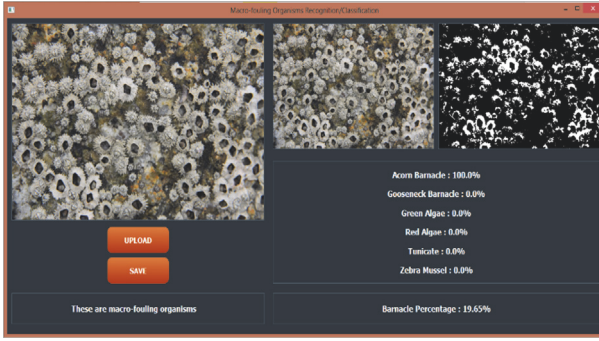 Macro-fouling Organisms Recognition/Classification
UPLOAD
SAVE
These are macro-fouling organisms
Acorn Barnacle : 100.0%
Gooseneck Barnacle : 0.0%
Green Algae : 0.0%
Red Algae : 0.0%
Tunicate : 0.0%
Zebra Mussel : 0.0%
Barnacle Percentage : 19.65%